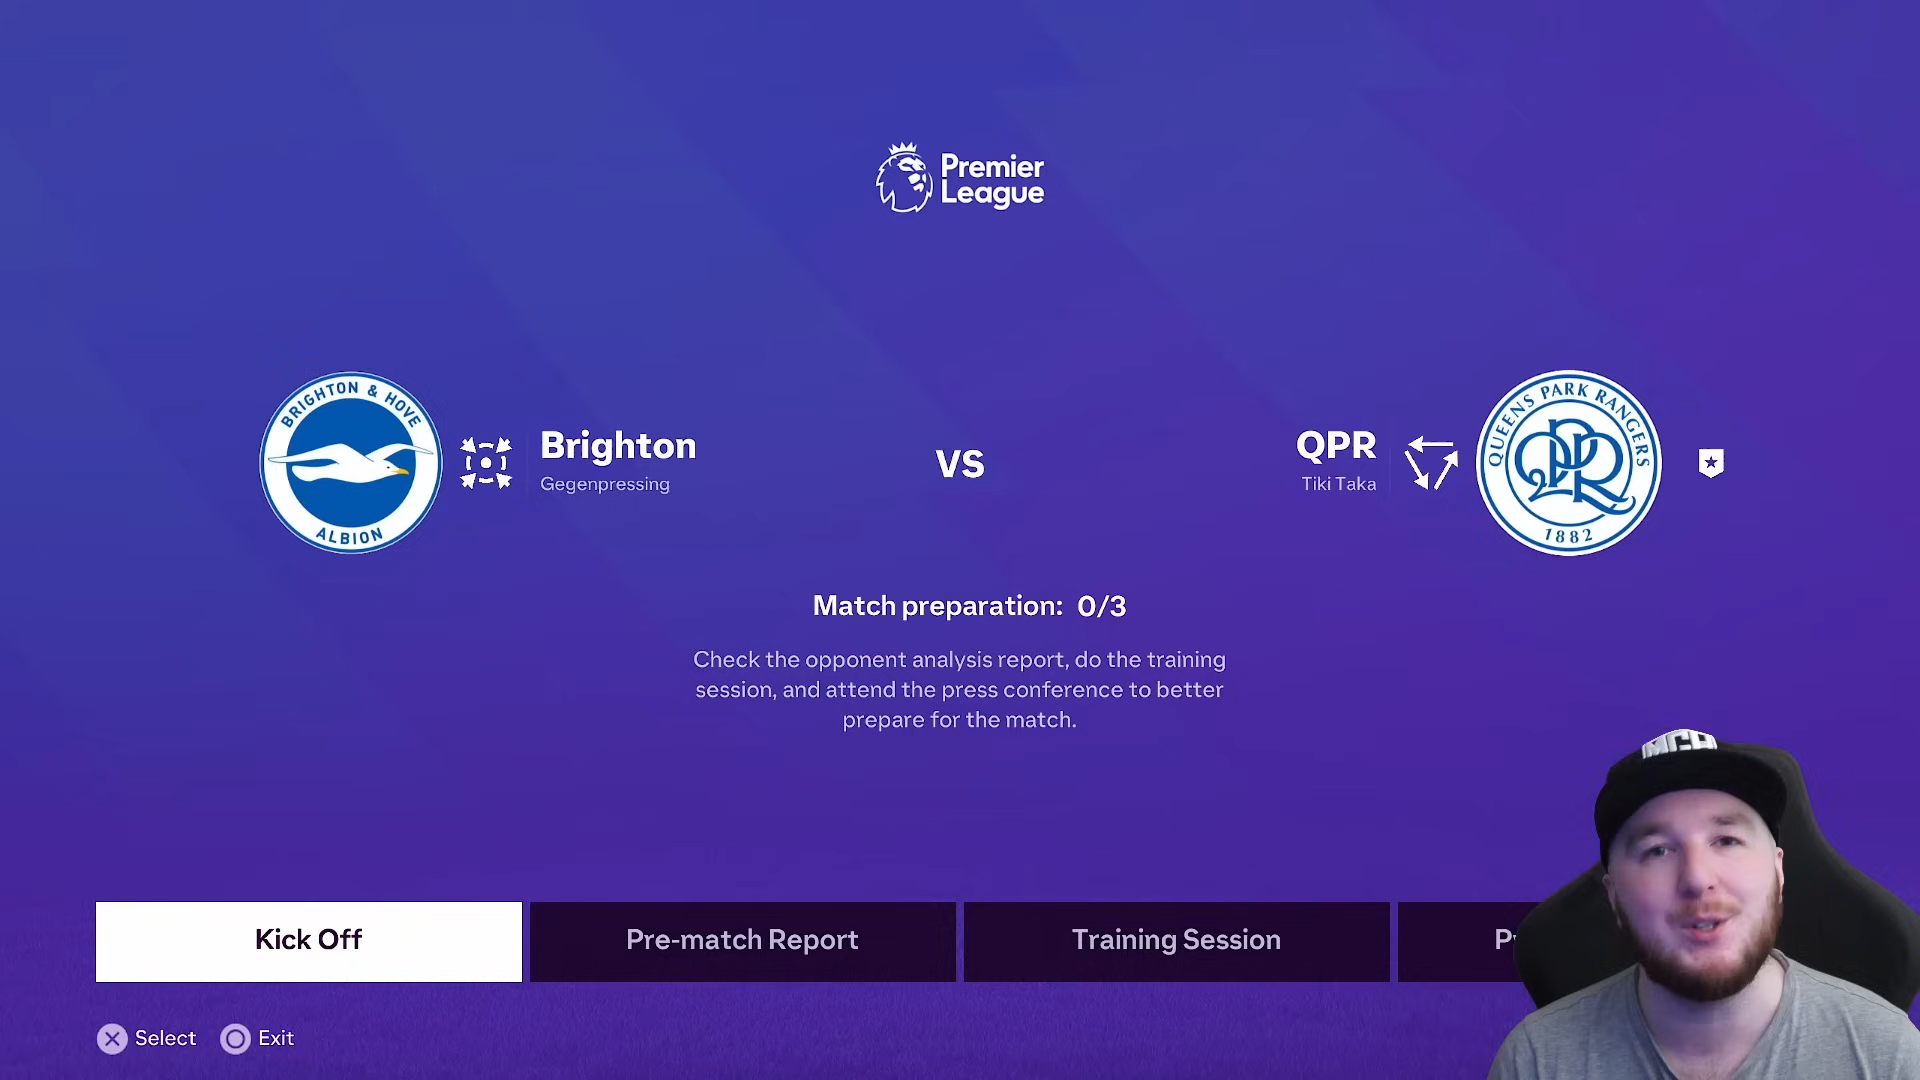 Premier
League
BRIGHTON & HOVE
ALBION
Brighton
Gegenpressing
VS
QPR
Tiki Taka
QUEENS PARK RANGERS
QPR
1882
Match preparation: 0/3
Check the opponent analysis report, do the training
session, and attend the press conference to better
prepare for the match.
Kick Off
Pre-match Report
Training Session
Select
Exit